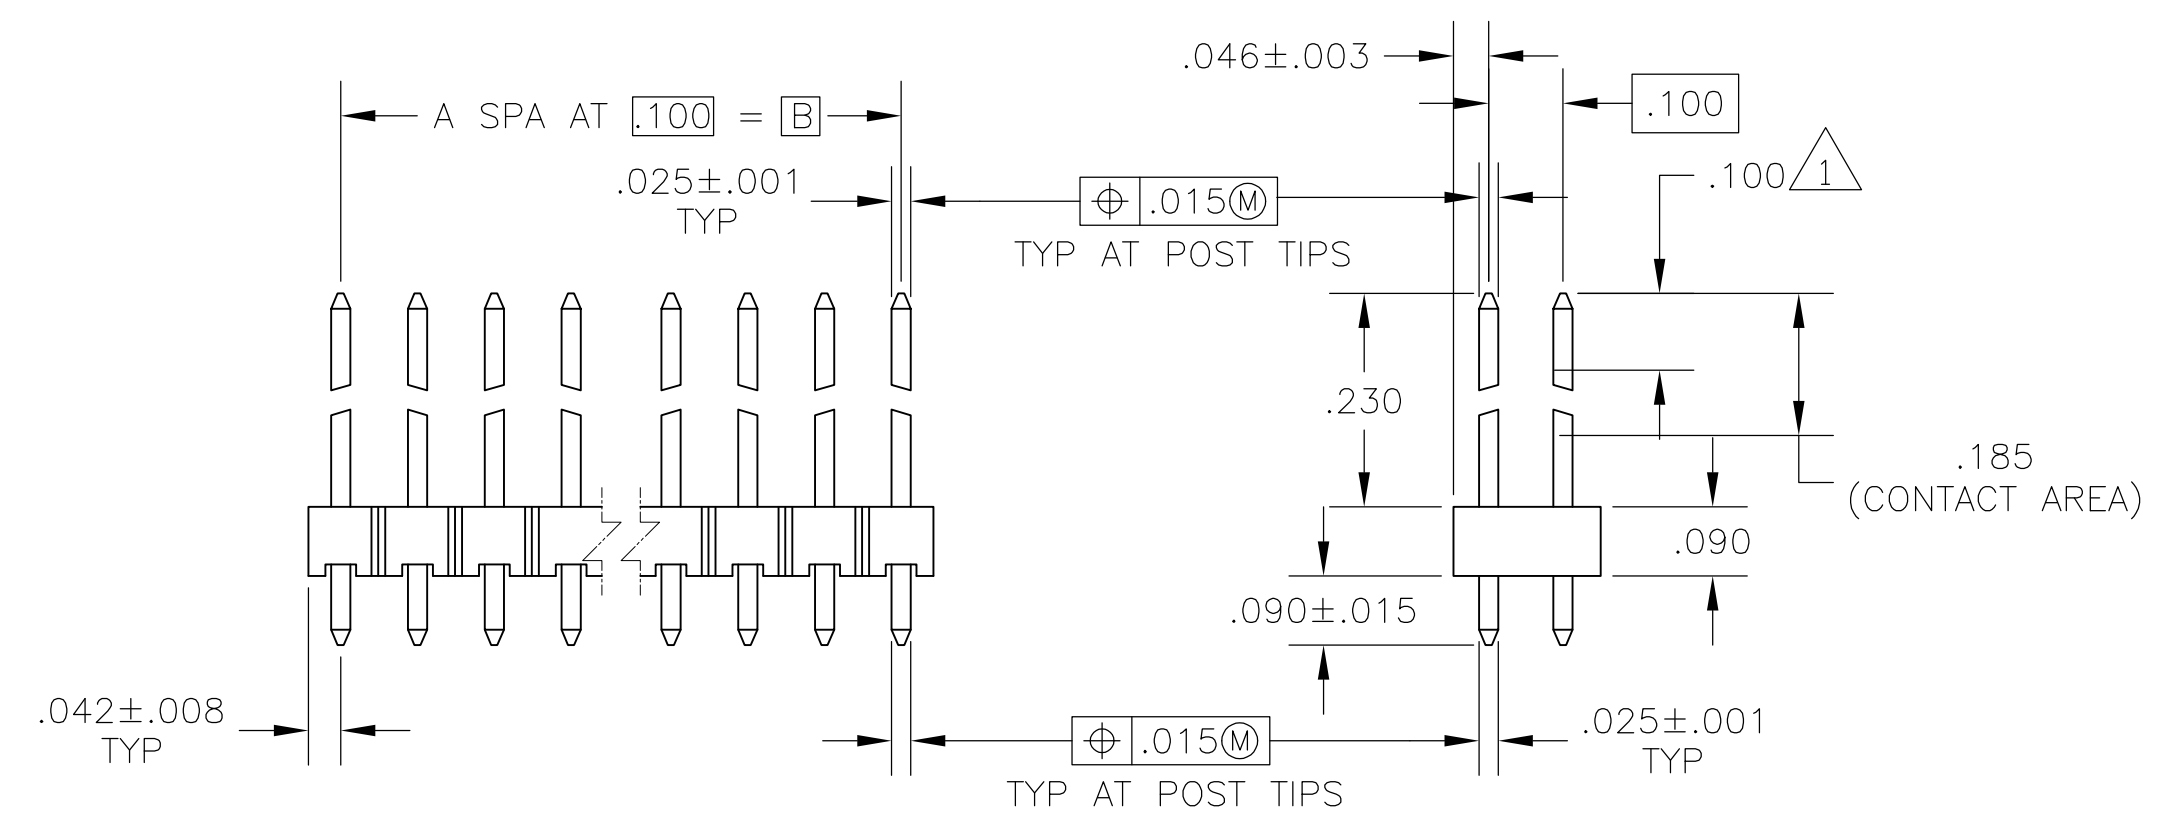 .046±.003
.100
A SPA AT .100 = B
.025±.001
TYP
⌖ .015Ⓜ
TYP AT POST TIPS
.100 1
.230
.185
(CONTACT AREA)
.090
.090±.015
.042±.008
TYP
⌖ .015Ⓜ
TYP AT POST TIPS
.025±.001
TYP